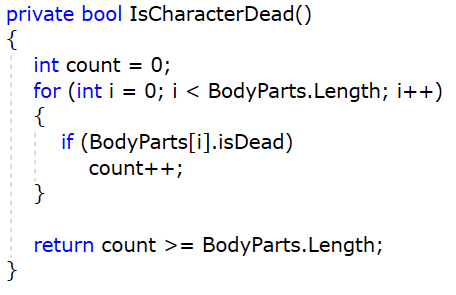 private bool IsCharacterDead()
{
    int count = 0;
    for (int i = 0; i < BodyParts.Length; i++)
    {
        if (BodyParts[i].isDead)
            count++;
    }

    return count >= BodyParts.Length;
}